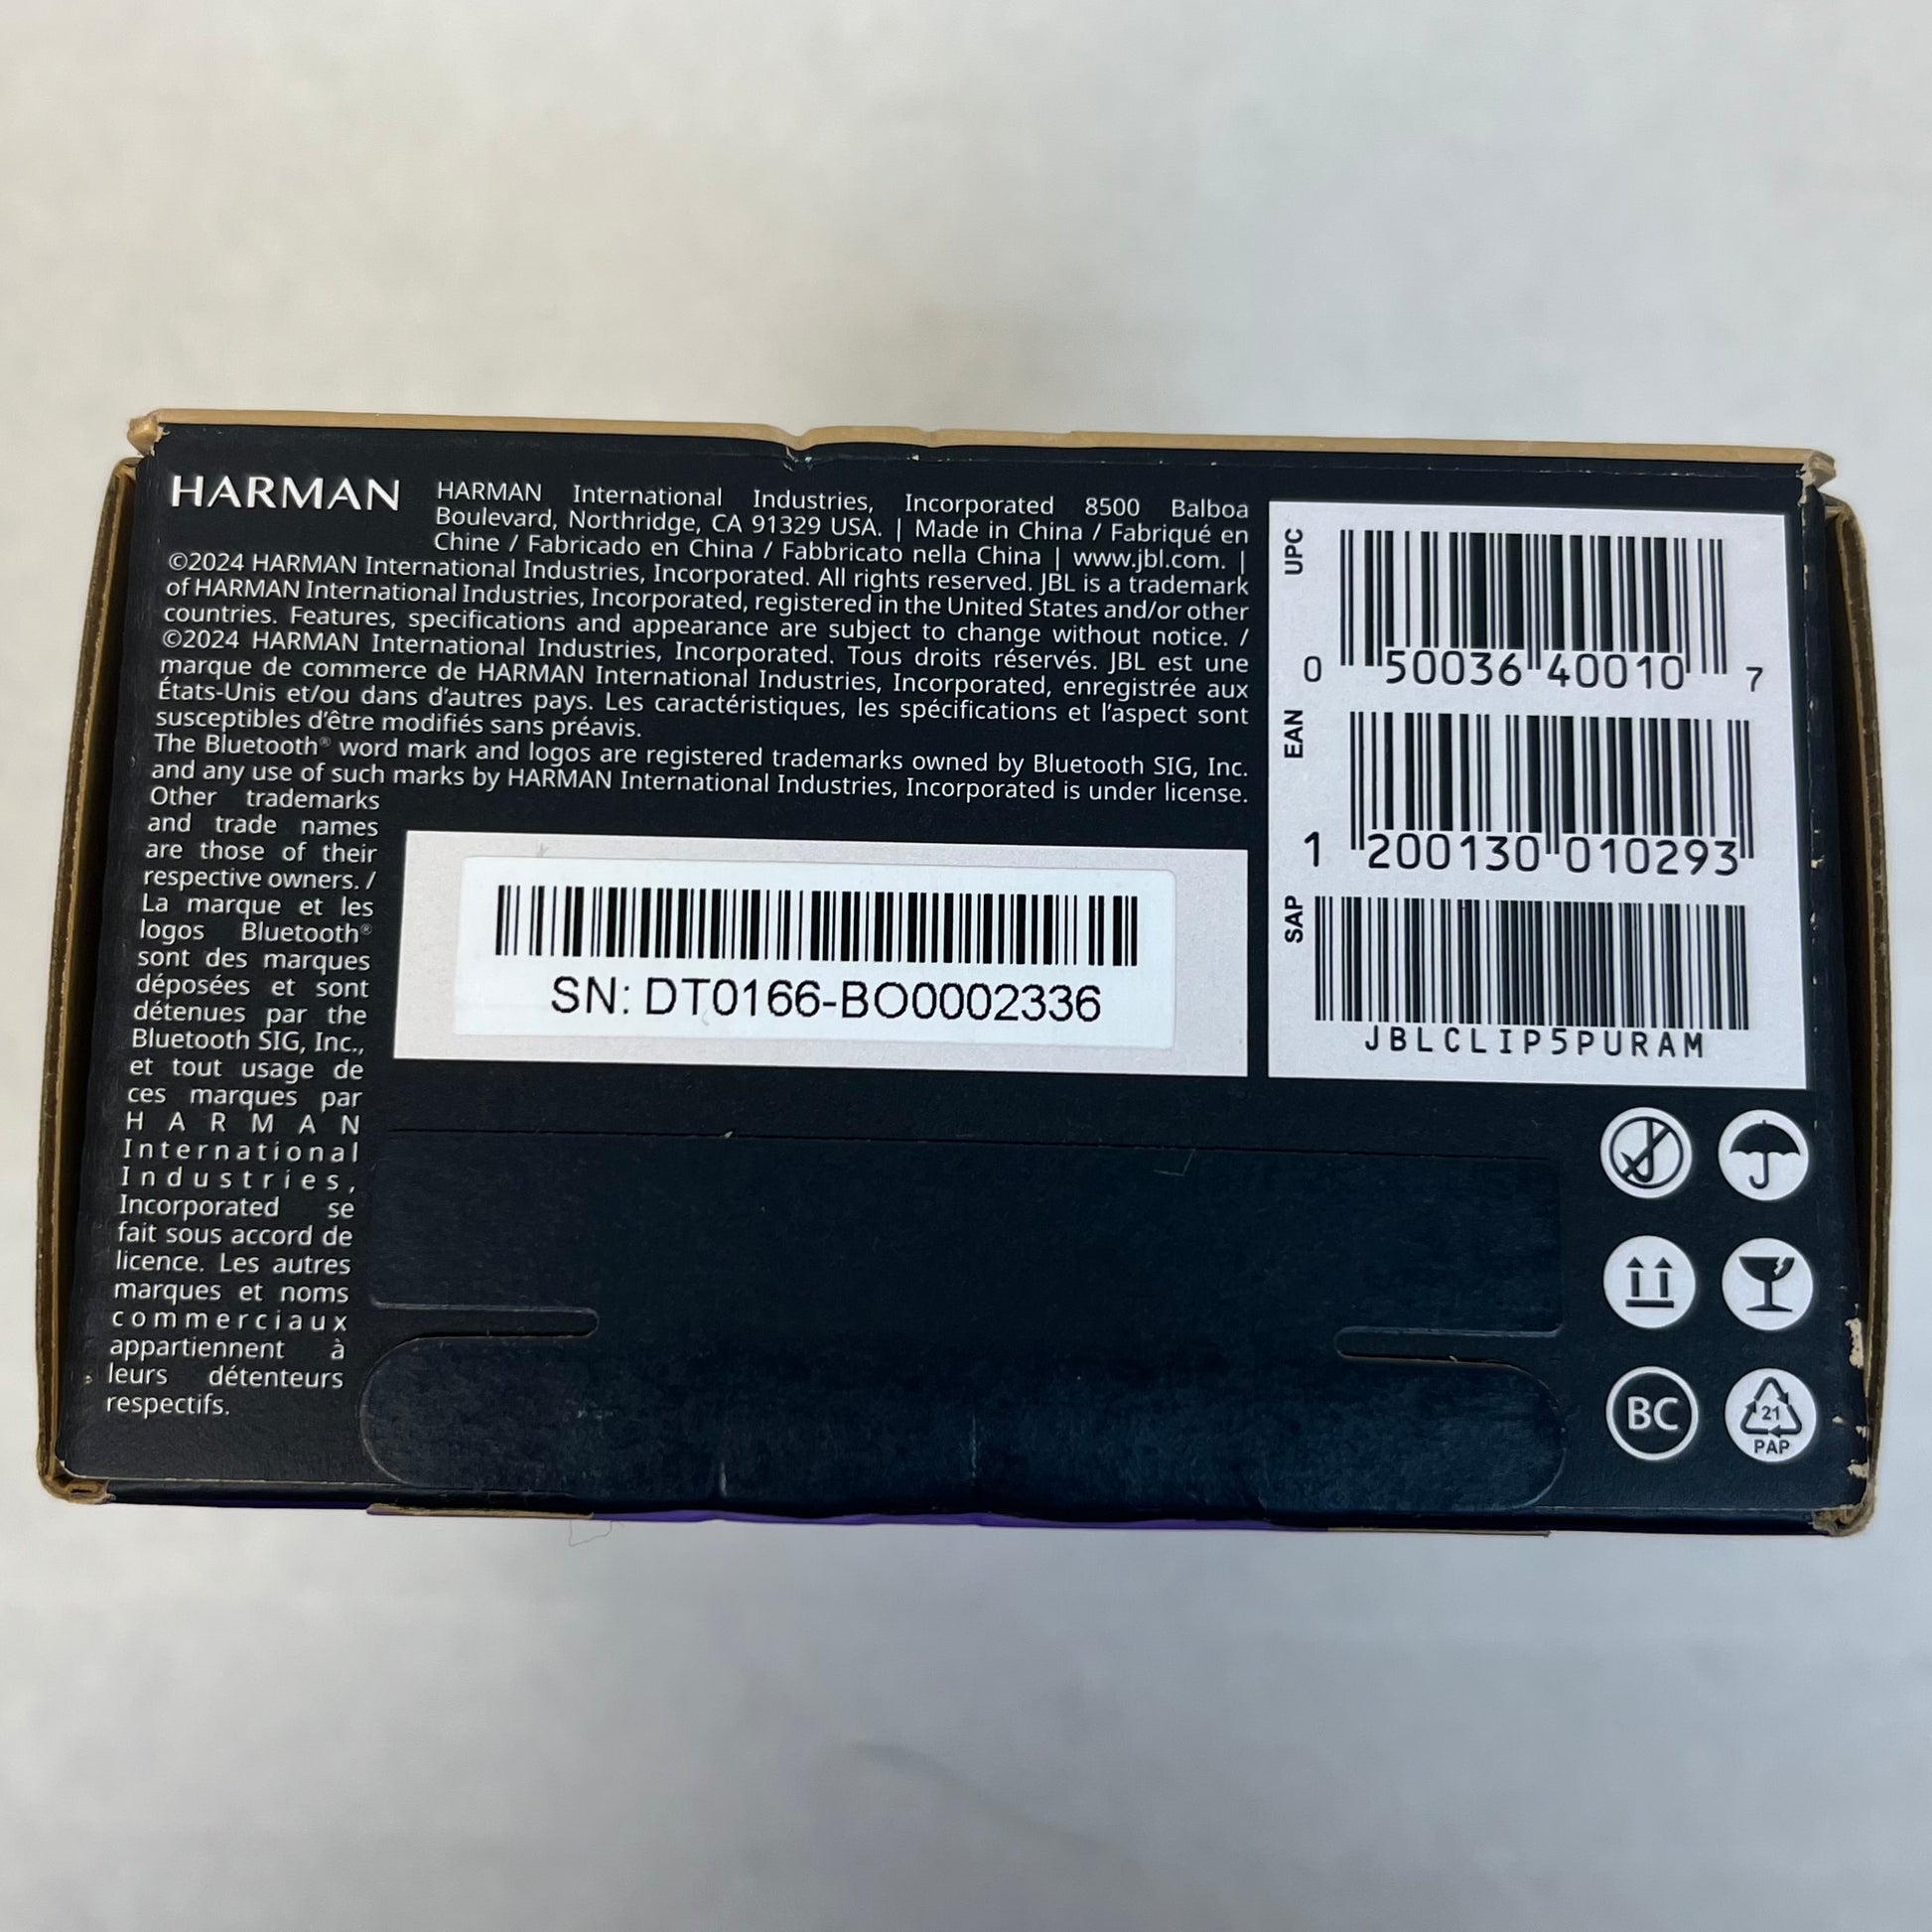 HARMAN
HARMAN International Industries, Incorporated 8500 Balboa
Boulevard, Northridge, CA 91329 USA. | Made in China / Fabriqué en
Chine / Fabricado en China / Fabbricato nella China | www.jbl.com. |
©2024 HARMAN International Industries, Incorporated. All rights reserved. JBL is a trademark
of HARMAN International Industries, Incorporated, registered in the United States and/or other
countries. Features, specifications and appearance are subject to change without notice. /
©2024 HARMAN International Industries, Incorporated. Tous droits réservés. JBL est une
marque de commerce de HARMAN International Industries, Incorporated, enregistrée aux
États-Unis et/ou dans d'autres pays. Les caractéristiques, les spécifications et l'aspect sont
susceptibles d'être modifiés sans préavis.
The Bluetooth® word mark and logos are registered trademarks owned by Bluetooth SIG, Inc.
and any use of such marks by HARMAN International Industries, Incorporated is under license.
Other trademarks
and trade names
are those of their
respective owners. /
La marque et les
logos Bluetooth®
sont des marques
déposées et sont
détenues par the
Bluetooth SIG, Inc.,
et tout usage de
ces marques par
HARMAN
International
Industries,
Incorporated se
fait sous accord de
licence. Les autres
marques et noms
commerciaux
appartiennent à
leurs détenteurs
respectifs.
SN: DT0166-BO0002336
UPC
0 50036 40010 7
EAN
1 200130 010293
SAP
JBLCLIP5PURAM
BC
21
PAP